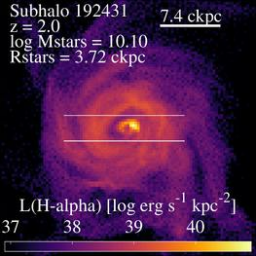 Subhalo 192431
7.4 ckpc
z = 2.0
log Mstars = 10.10
Rstars = 3.72 ckpc
L(H-alpha) [log erg s⁻¹ kpc⁻²]
37 38 39 40